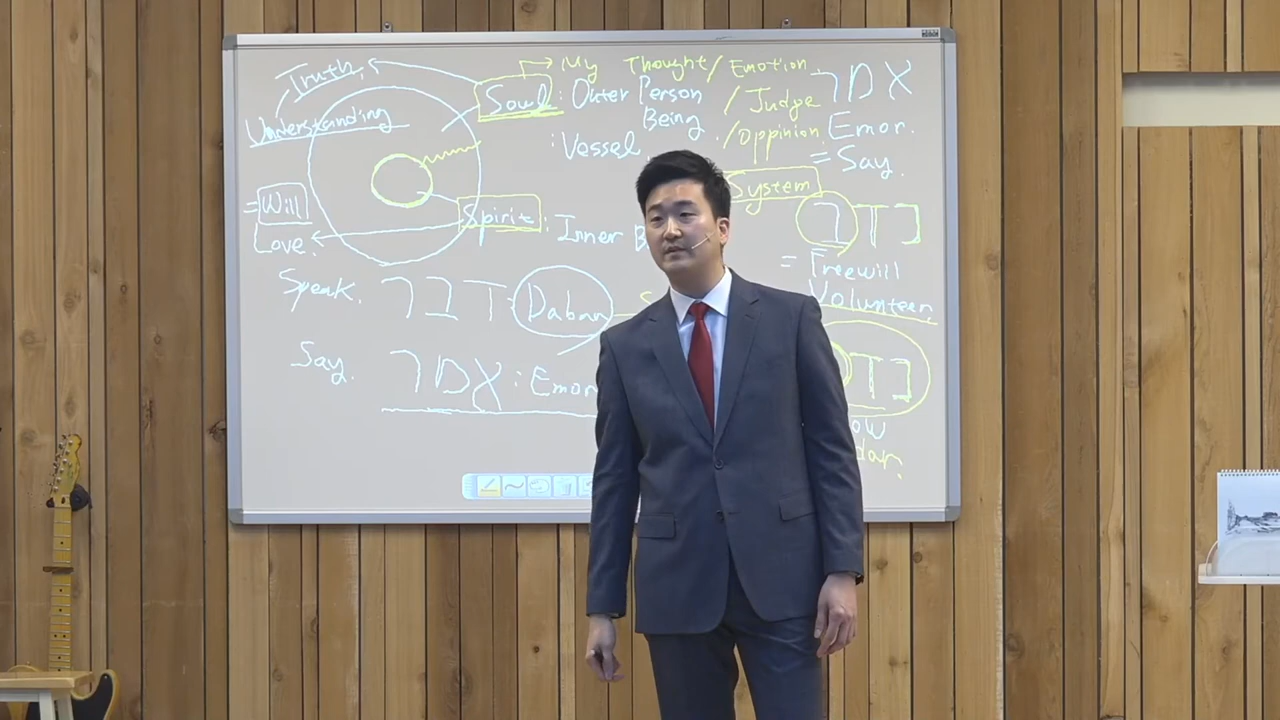 Truth
Understanding
= Will
Love.
Soul : Outer Person
Being
: Vessel
→ My Thought / Emotion
/ Judge
/ Oppinion
System
Spirit : Inner
Speak. דבר : Dabar
Say. אמר : Emor
אמר
Emor.
= Say.
נדב
= Freewill
Volunteer.
נד